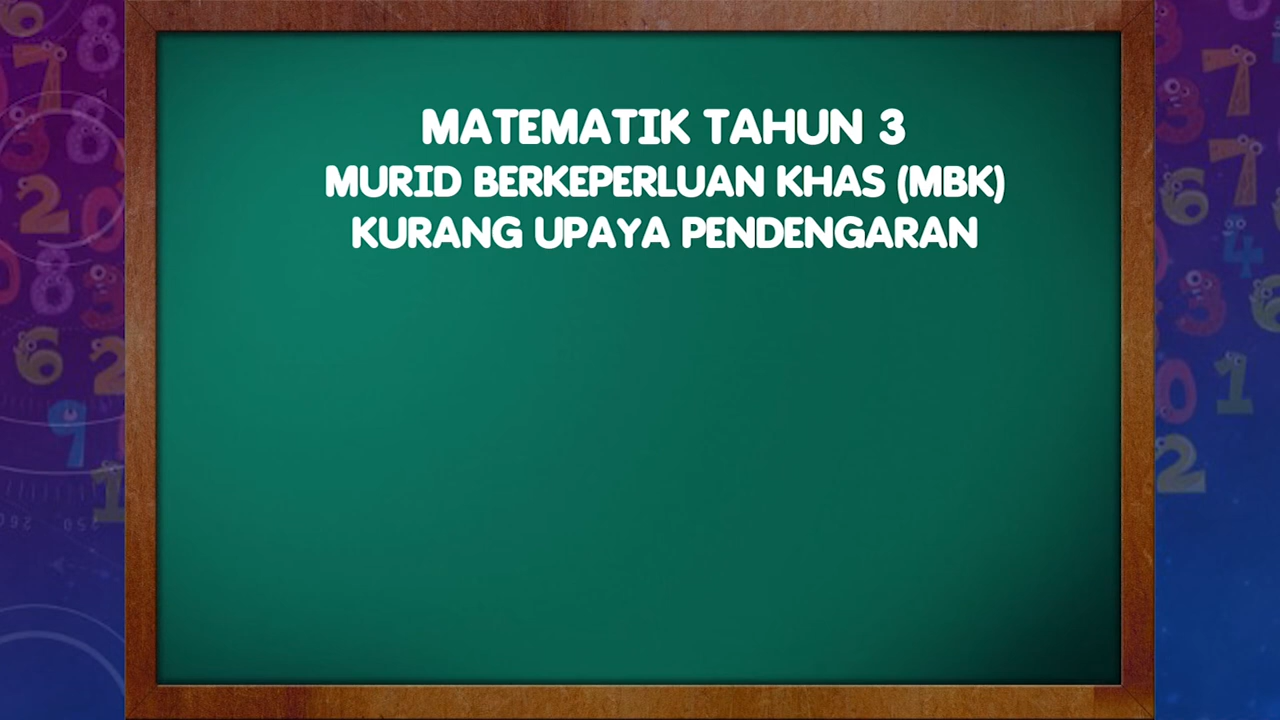 MATEMATIK TAHUN 3
MURID BERKEPERLUAN KHAS (MBK)
KURANG UPAYA PENDENGARAN